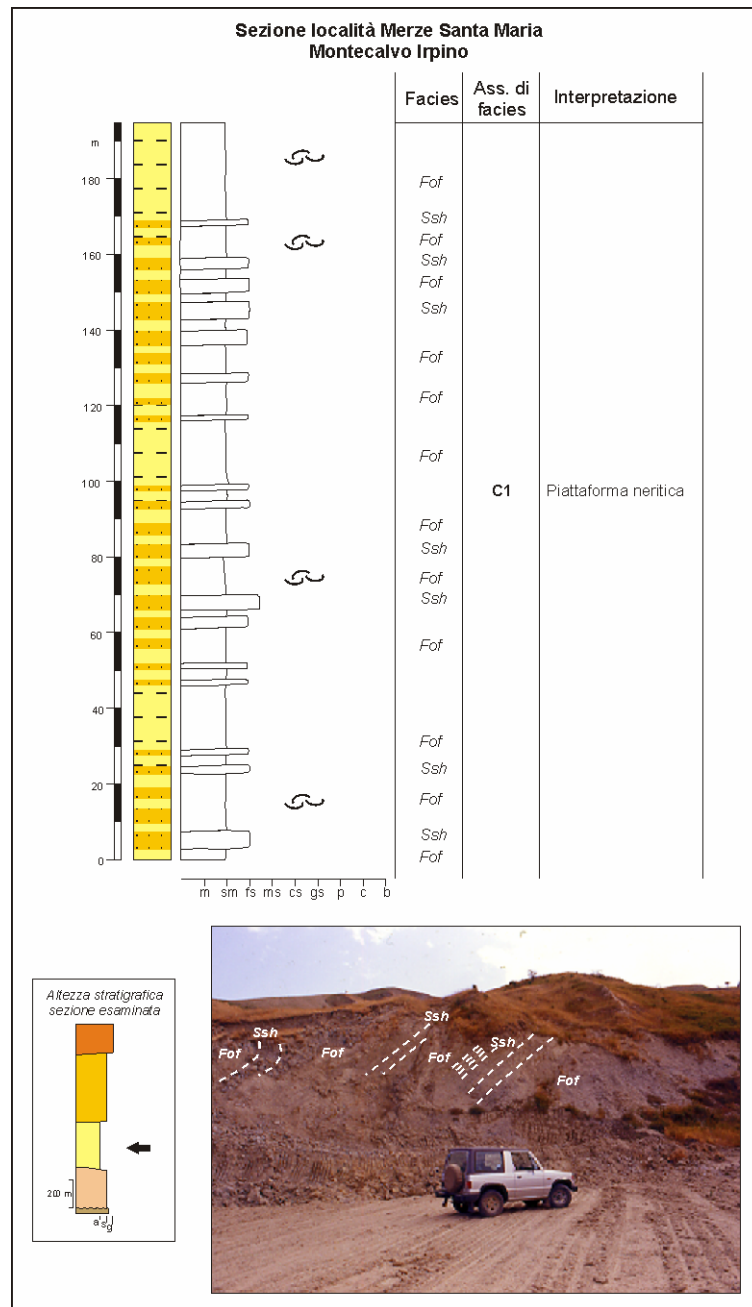 Sezione località Merze Santa Maria
Montecalvo Irpino
Facies
Ass. di
facies
Interpretazione
m
180
160
140
120
100
80
60
40
20
0
Fof
Ssh
Fof
Ssh
Fof
Ssh
Fof
Fof
Fof
Fof
Ssh
Fof
Ssh
Fof
Fof
Ssh
Fof
Ssh
Fof
C1
Piattaforma neritica
m sm fs ms cs gs p c b
Altezza stratigrafica
sezione esaminata
200 m
a s g
Fof
Ssh
Fof
Ssh
Fof
Ssh
Fof